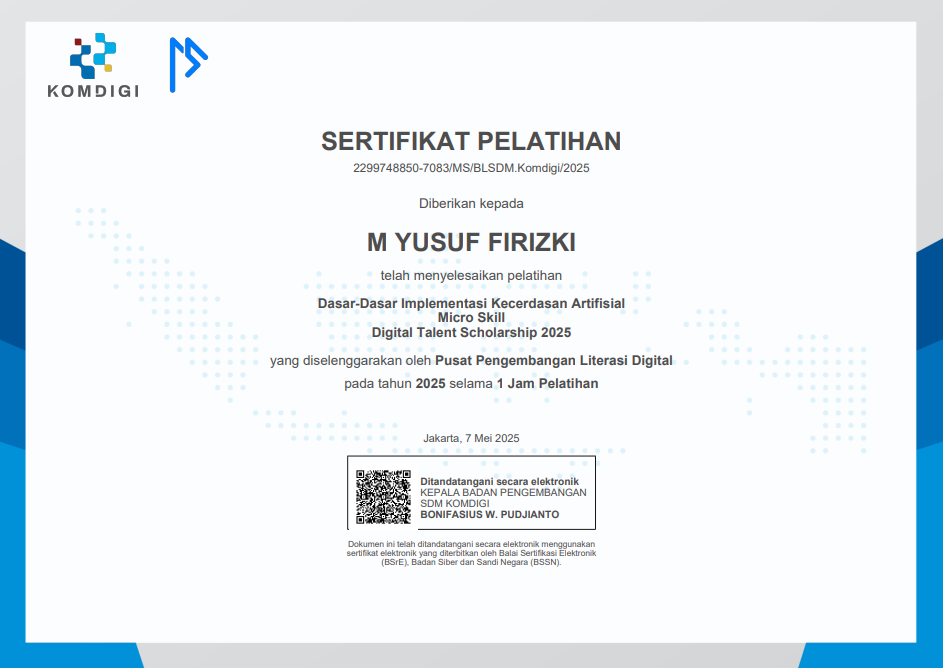 KOMDIGI
SERTIFIKAT PELATIHAN
2299748850-7083/MS/BLSDM.Komdigi/2025
Diberikan kepada
M YUSUF FIRIZKI
telah menyelesaikan pelatihan
Dasar-Dasar Implementasi Kecerdasan Artifisial
Micro Skill
Digital Talent Scholarship 2025
yang diselenggarakan oleh Pusat Pengembangan Literasi Digital
pada tahun 2025 selama 1 Jam Pelatihan
Jakarta, 7 Mei 2025
Ditandatangani secara elektronik
KEPALA BADAN PENGEMBANGAN
SDM KOMDIGI
BONIFASIUS W. PUDJIANTO
Dokumen ini telah ditandatangani secara elektronik menggunakan
sertifikat elektronik yang diterbitkan oleh Balai Sertifikasi Elektronik
(BSrE), Badan Siber dan Sandi Negara (BSSN).